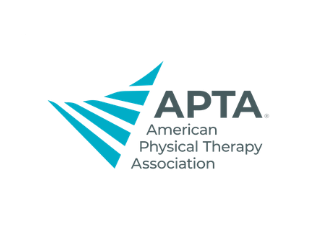 APTA®
American
Physical Therapy
Association